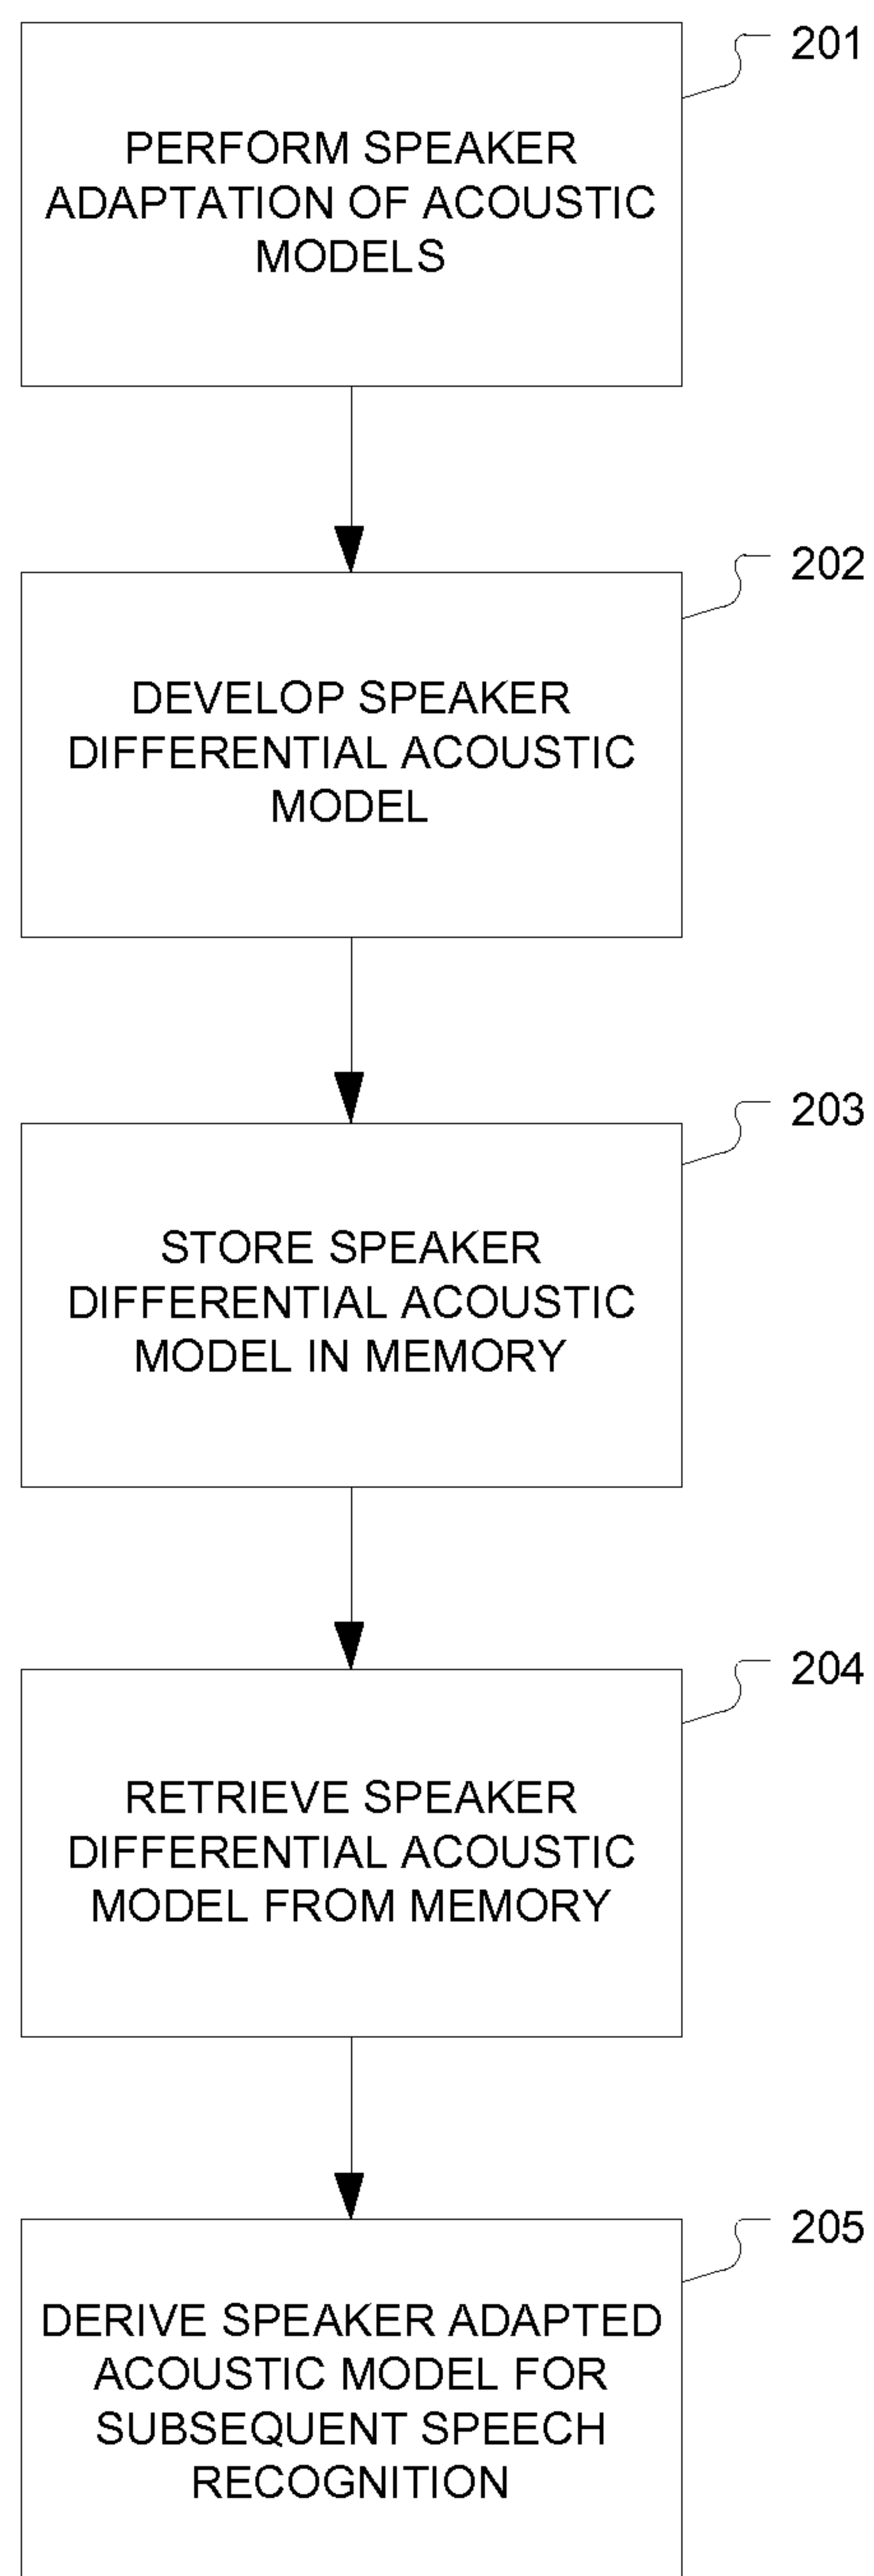 201
PERFORM SPEAKER
ADAPTATION OF ACOUSTIC
MODELS
202
DEVELOP SPEAKER
DIFFERENTIAL ACOUSTIC
MODEL
203
STORE SPEAKER
DIFFERENTIAL ACOUSTIC
MODEL IN MEMORY
204
RETRIEVE SPEAKER
DIFFERENTIAL ACOUSTIC
MODEL FROM MEMORY
205
DERIVE SPEAKER ADAPTED
ACOUSTIC MODEL FOR
SUBSEQUENT SPEECH
RECOGNITION